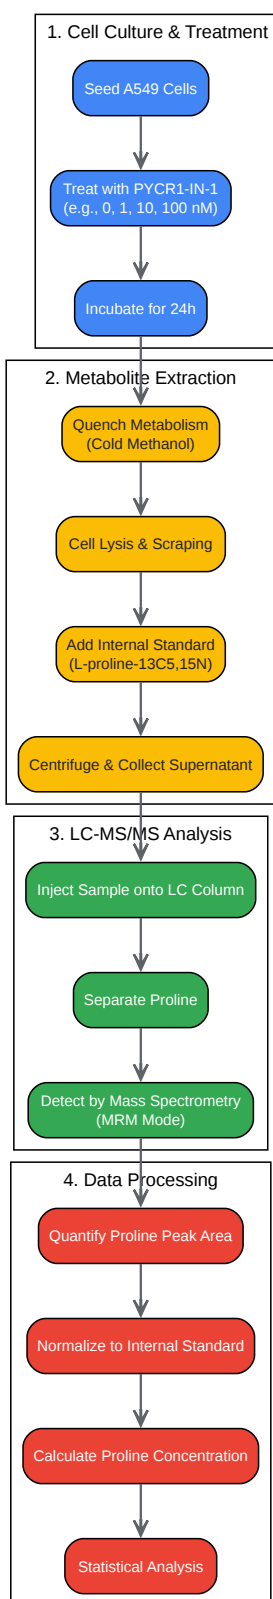 1. Cell Culture & Treatment
Seed A549 Cells
Treat with PYCR1-IN-1
(e.g., 0, 1, 10, 100 nM)
Incubate for 24h
2. Metabolite Extraction
Quench Metabolism
(Cold Methanol)
Cell Lysis & Scraping
Add Internal Standard
(L-proline-13C5,15N)
Centrifuge & Collect Supernatant
3. LC-MS/MS Analysis
Inject Sample onto LC Column
Separate Proline
Detect by Mass Spectrometry
(MRM Mode)
4. Data Processing
Quantify Proline Peak Area
Normalize to Internal Standard
Calculate Proline Concentration
Statistical Analysis